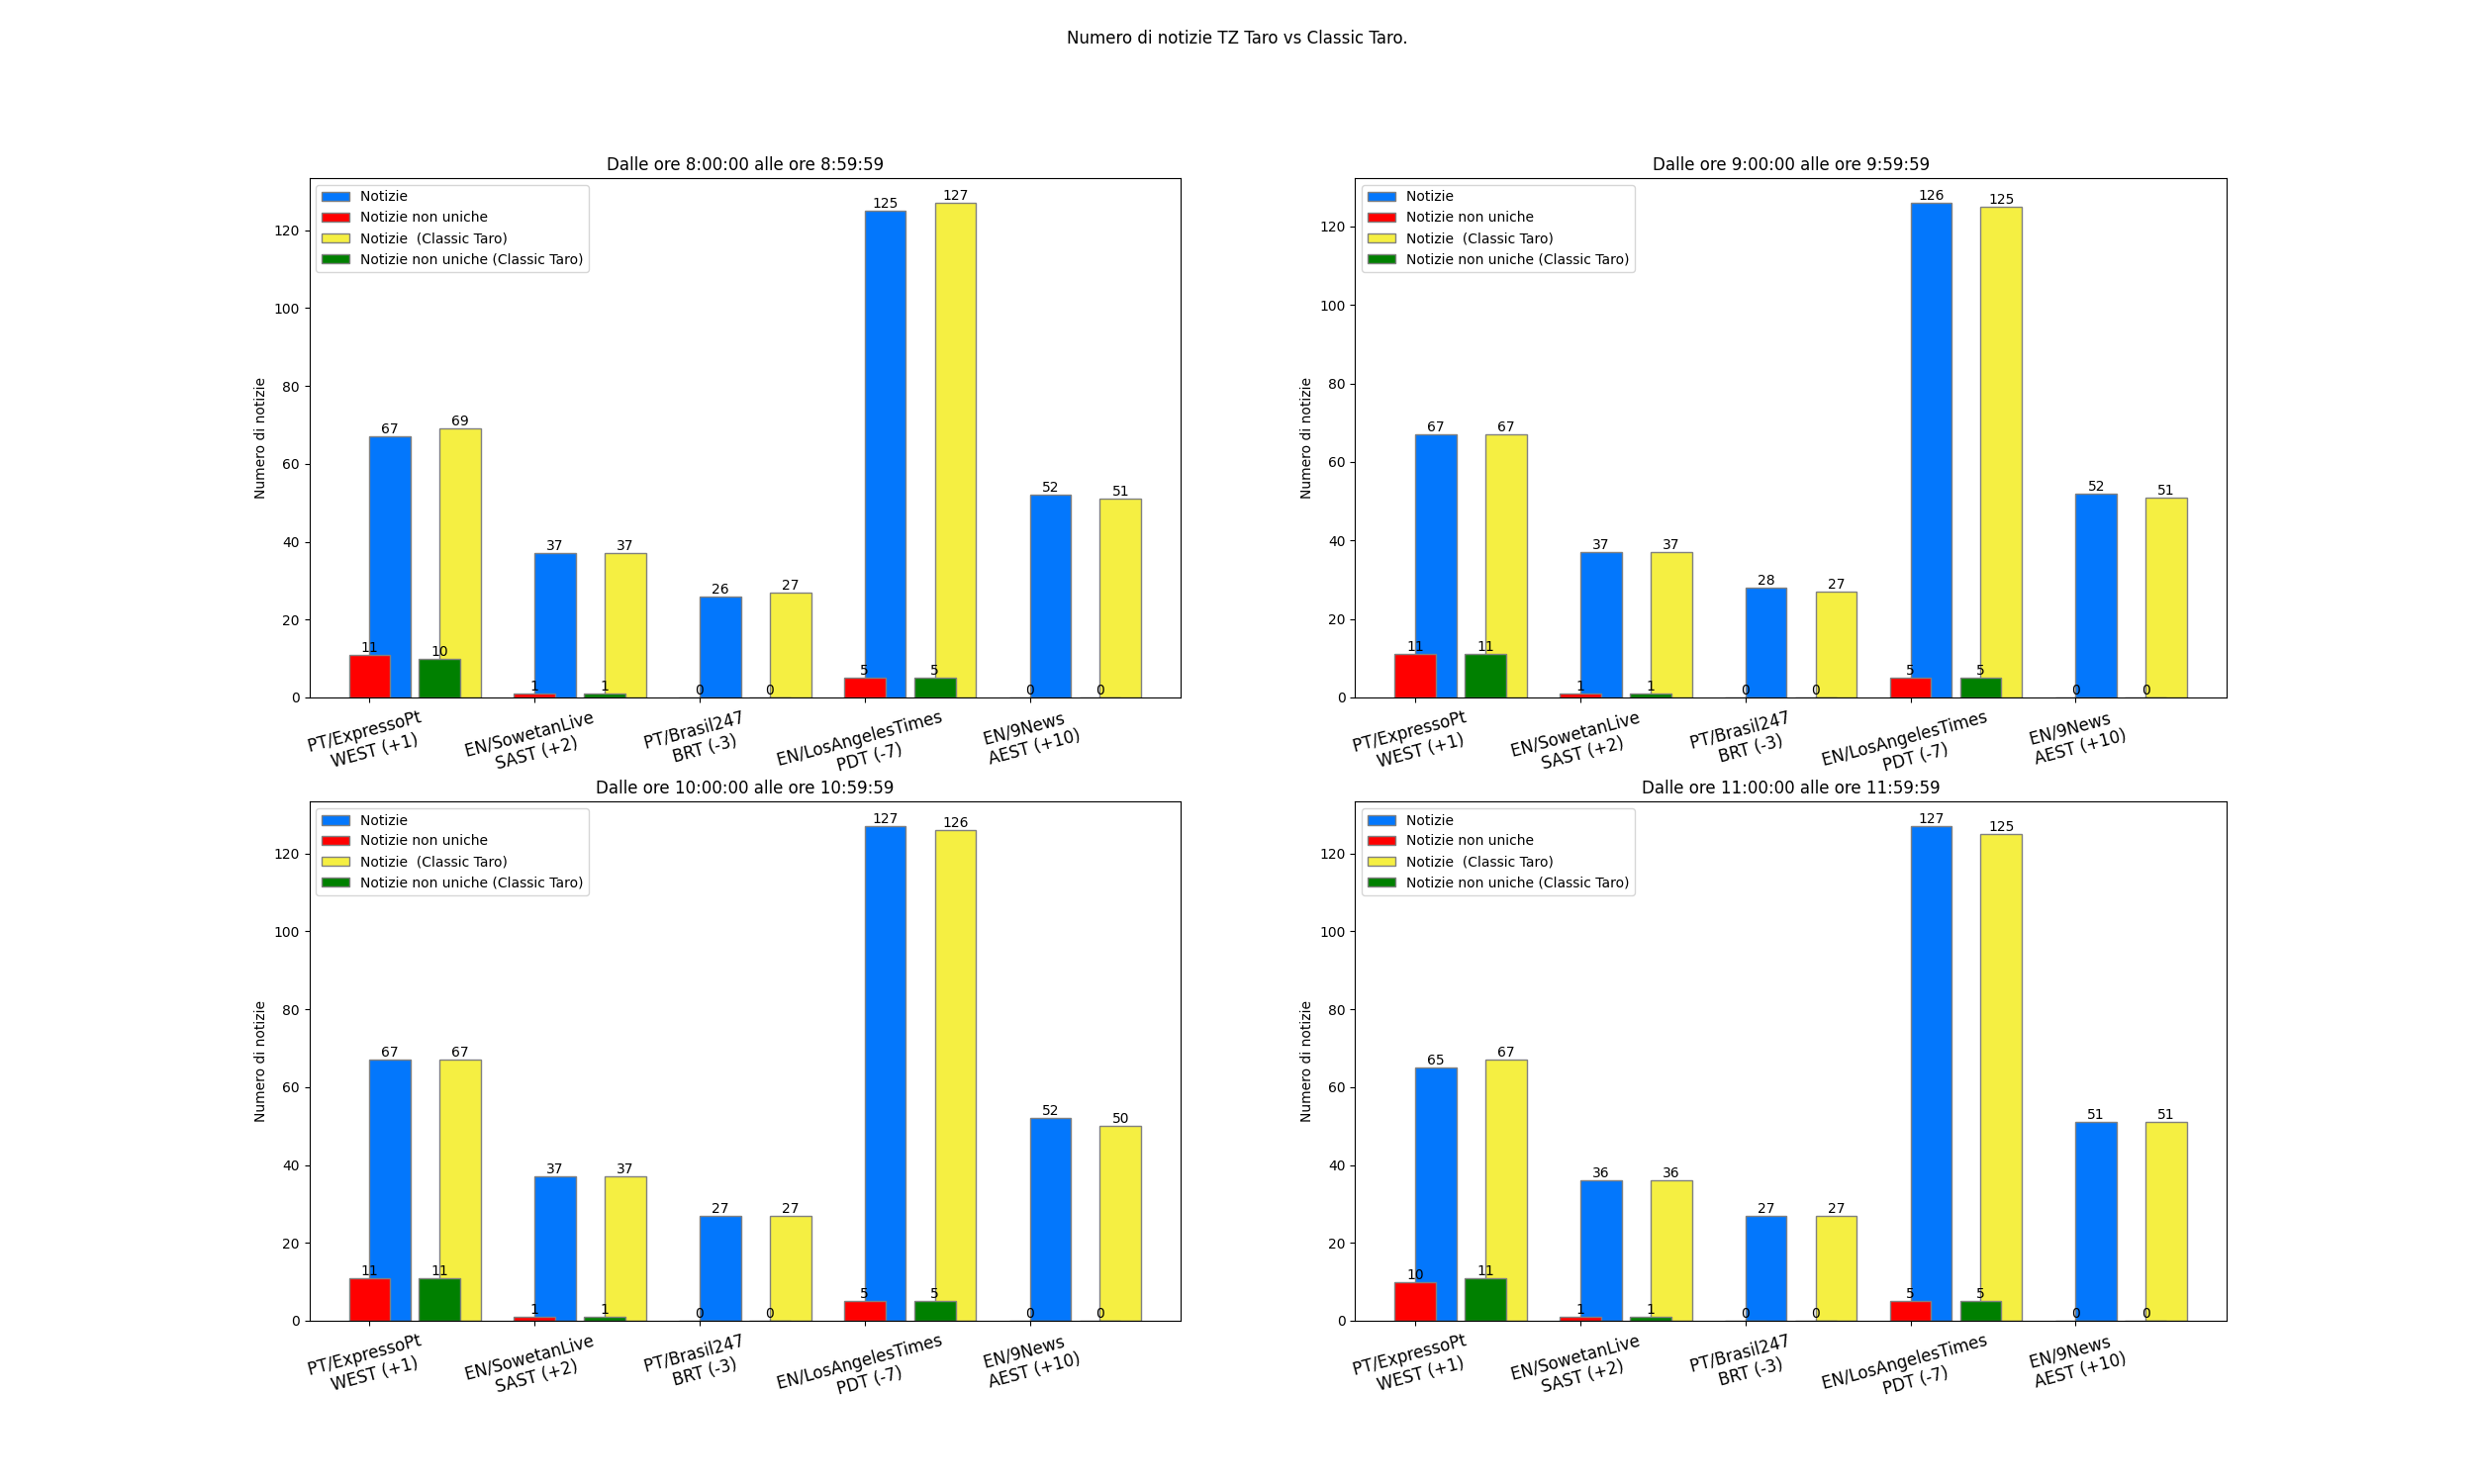 Numero di notizie TZ Taro vs Classic Taro.
Dalle ore 8:00:00 alle ore 8:59:59
Notizie
Notizie non uniche
Notizie  (Classic Taro)
Notizie non uniche (Classic Taro)
Numero di notizie
120
100
80
60
40
20
0
67
69
11
10
37
37
1
1
26
27
0
0
125
127
5
5
52
51
0
0
PT/ExpressoPt
WEST (+1)
EN/SowetanLive
SAST (+2)
PT/Brasil247
BRT (-3)
EN/LosAngelesTimes
PDT (-7)
EN/9News
AEST (+10)
Dalle ore 9:00:00 alle ore 9:59:59
Notizie
Notizie non uniche
Notizie  (Classic Taro)
Notizie non uniche (Classic Taro)
Numero di notizie
120
100
80
60
40
20
0
67
67
11
11
37
37
1
1
28
27
0
0
126
125
5
5
52
51
0
0
PT/ExpressoPt
WEST (+1)
EN/SowetanLive
SAST (+2)
PT/Brasil247
BRT (-3)
EN/LosAngelesTimes
PDT (-7)
EN/9News
AEST (+10)
Dalle ore 10:00:00 alle ore 10:59:59
Notizie
Notizie non uniche
Notizie  (Classic Taro)
Notizie non uniche (Classic Taro)
Numero di notizie
120
100
80
60
40
20
0
67
67
11
11
37
37
1
1
27
27
0
0
127
126
5
5
52
50
0
0
PT/ExpressoPt
WEST (+1)
EN/SowetanLive
SAST (+2)
PT/Brasil247
BRT (-3)
EN/LosAngelesTimes
PDT (-7)
EN/9News
AEST (+10)
Dalle ore 11:00:00 alle ore 11:59:59
Notizie
Notizie non uniche
Notizie  (Classic Taro)
Notizie non uniche (Classic Taro)
Numero di notizie
120
100
80
60
40
20
0
65
67
10
11
36
36
1
1
27
27
0
0
127
125
5
5
51
51
0
0
PT/ExpressoPt
WEST (+1)
EN/SowetanLive
SAST (+2)
PT/Brasil247
BRT (-3)
EN/LosAngelesTimes
PDT (-7)
EN/9News
AEST (+10)